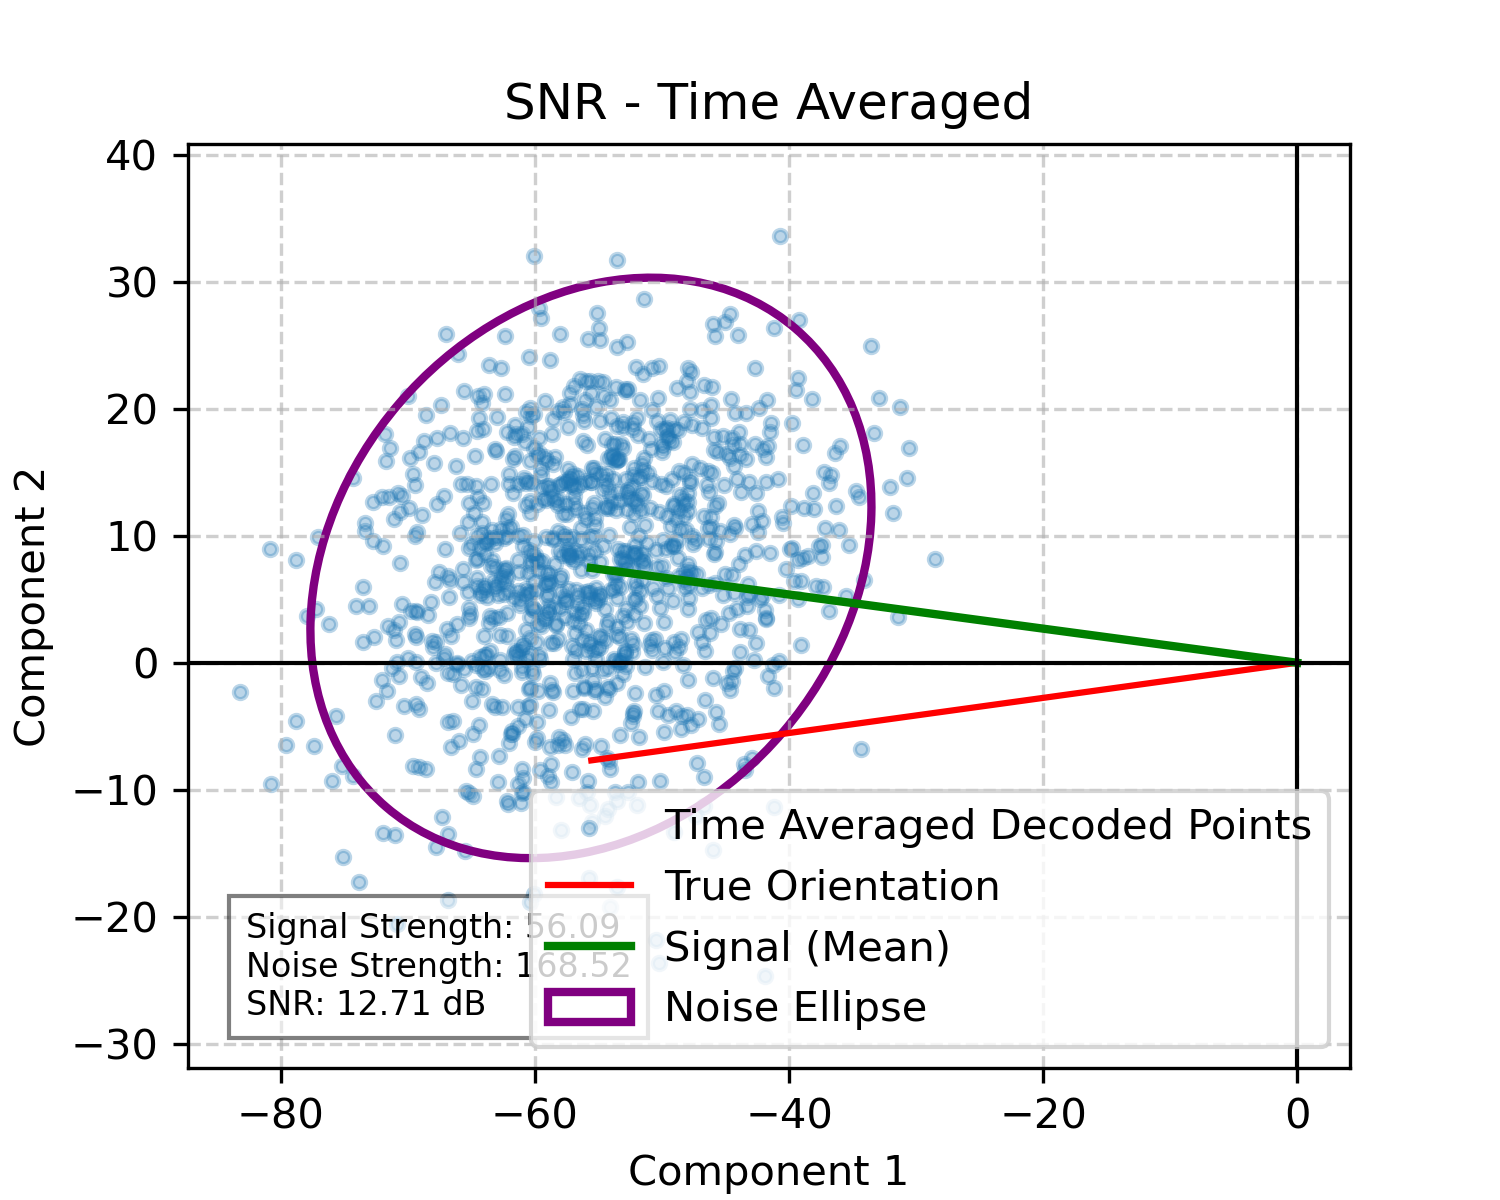 SNR - Time Averaged
40
30
20
10
0
−10
−20
−30
Component 2
Time Averaged Decoded Points
True Orientation
Signal (Mean)
Noise Ellipse
Signal Strength: 56.09
Noise Strength: 168.52
SNR: 12.71 dB
−80 −60 −40 −20 0
Component 1